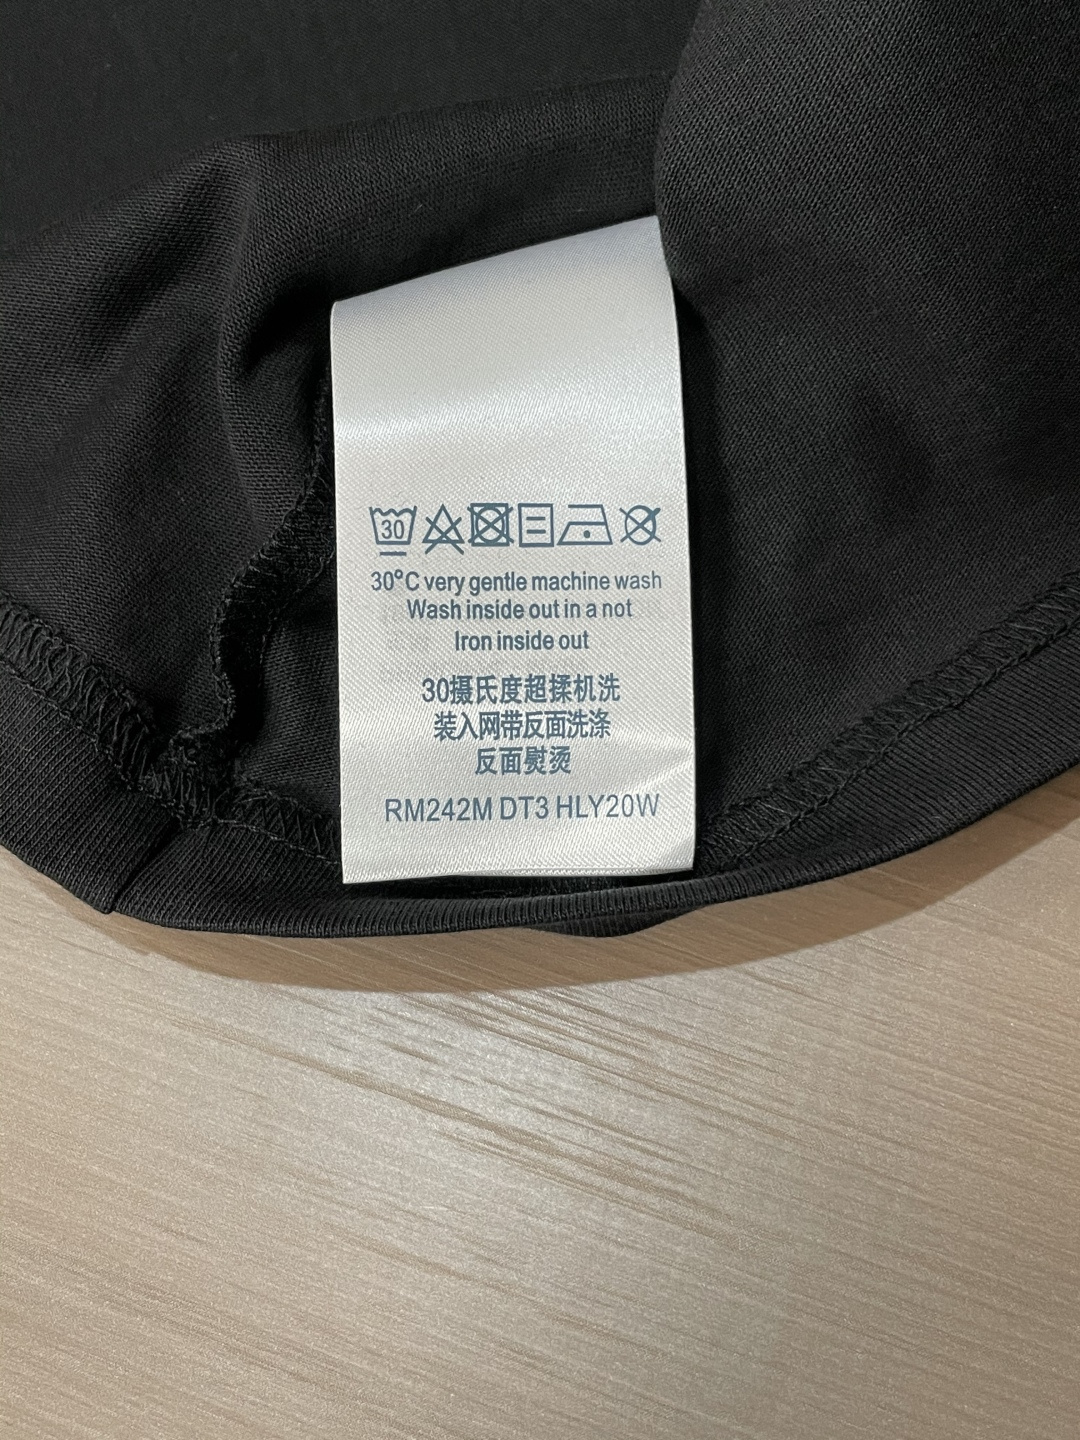 30
30°C very gentle machine wash
Wash inside out in a not
Iron inside out
30摄氏度超揉机洗
装入网带反面洗涤
反面熨烫
RM242M DT3 HLY20W